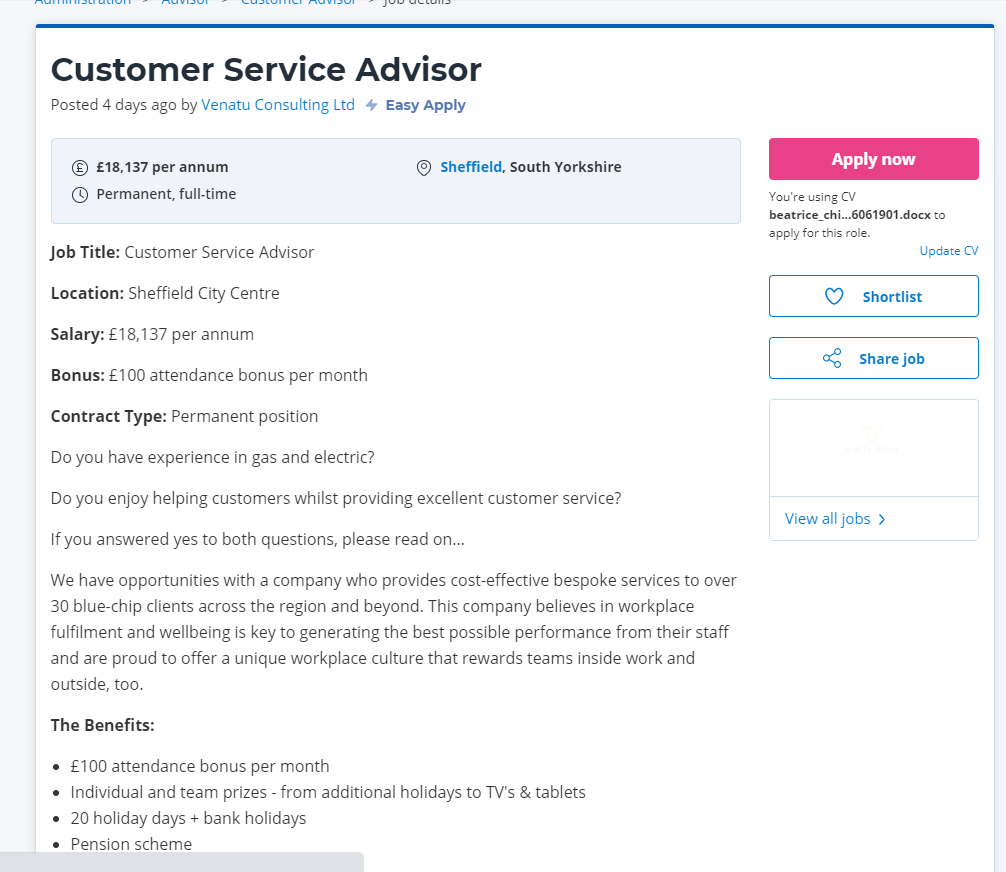 Administration > Advisor > Customer Advisor > Job details
Customer Service Advisor
Posted 4 days ago by Venatu Consulting Ltd Easy Apply
£18,137 per annum
Sheffield, South Yorkshire
Permanent, full-time
Apply now
You're using CV
beatrice_chi...6061901.docx to
apply for this role.
Update CV
Shortlist
Share job
VENATU
View all jobs >
Job Title: Customer Service Advisor
Location: Sheffield City Centre
Salary: £18,137 per annum
Bonus: £100 attendance bonus per month
Contract Type: Permanent position
Do you have experience in gas and electric?
Do you enjoy helping customers whilst providing excellent customer service?
If you answered yes to both questions, please read on...
We have opportunities with a company who provides cost-effective bespoke services to over
30 blue-chip clients across the region and beyond. This company believes in workplace
fulfilment and wellbeing is key to generating the best possible performance from their staff
and are proud to offer a unique workplace culture that rewards teams inside work and
outside, too.
The Benefits:
• £100 attendance bonus per month
• Individual and team prizes - from additional holidays to TV's & tablets
• 20 holiday days + bank holidays
• Pension scheme